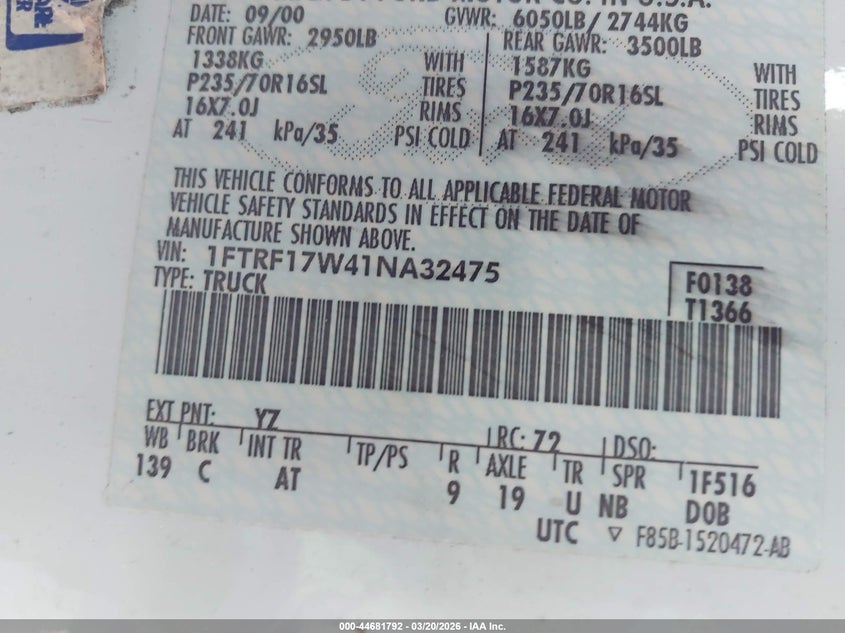 MOTOR CO. IN U.S.A.
DATE: 09/00 GVWR: 6050LB/ 2744KG
FRONT GAWR: 2950LB REAR GAWR: 3500LB
1338KG WITH 1587KG WITH
P235/70R16SL TIRES P235/70R16SL TIRES
16X7.0J RIMS 16X7.0J RIMS
AT 241 kPa/35 PSI COLD AT 241 kPa/35 PSI COLD
THIS VEHICLE CONFORMS TO ALL APPLICABLE FEDERAL MOTOR
VEHICLE SAFETY STANDARDS IN EFFECT ON THE DATE OF
MANUFACTURE SHOWN ABOVE.
VIN: 1FTRF17W41NA32475
TYPE: TRUCK
F0138
T1366
EXT PNT: YZ RC: 72 DSO:
WB BRK INT TR TP/PS R AXLE TR SPR 1F516
139 C AT 9 19 U NB DOB
UTC ▽ F85B-1520472-AB
000-44681792 - 03/20/2026 - IAA Inc.